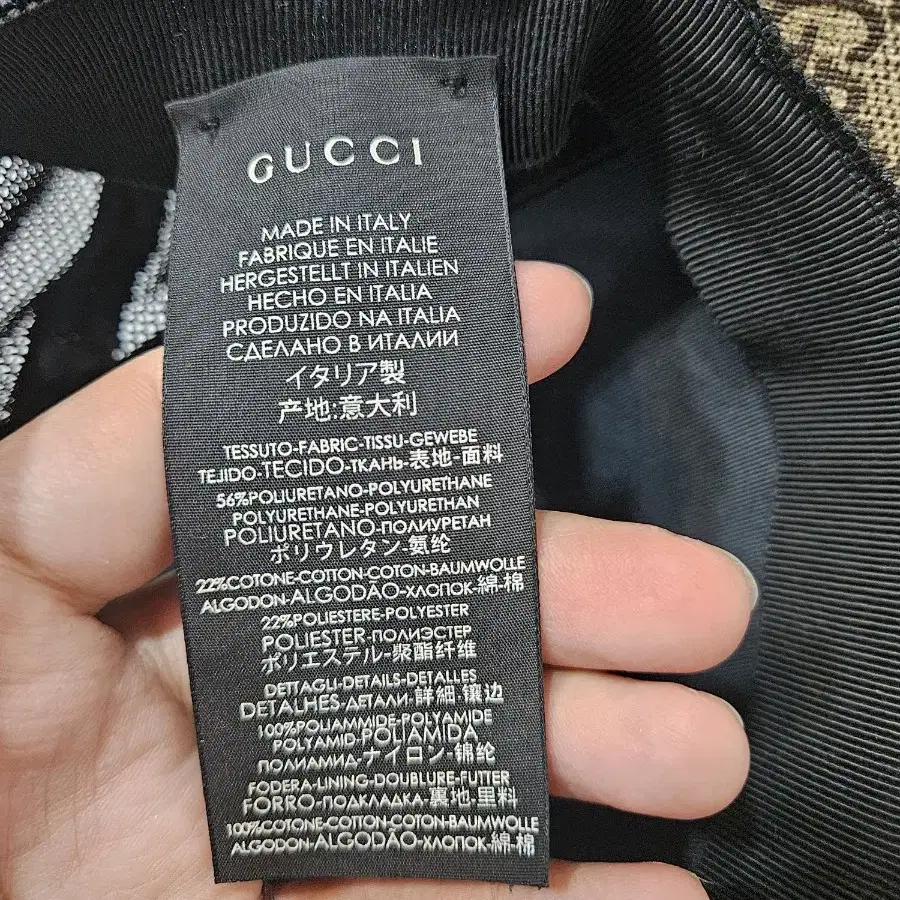 GUCCI
MADE IN ITALY
FABRIQUE EN ITALIE
HERGESTELLT IN ITALIEN
HECHO EN ITALIA
PRODUZIDO NA ITALIA
СДЕЛАНО В ИТАЛИИ
イタリア製
产地:意大利
TESSUTO-FABRIC-TISSU-GEWEBE
TEJIDO-TECIDO-ТКАНЬ-表地-面料
56%POLIURETANO-POLYURETHANE
POLYURETHANE-POLYURETHAN
POLIURETANO-ПОЛИУРЕТАН
ポリウレタン-氨纶
22%COTONE-COTTON-COTON-BAUMWOLLE
ALGODON-ALGODÃO-ХЛОПОК-綿-棉
22%POLIESTERE-POLYESTER
POLIESTER-ПОЛИЭСТЕР
ポリエステル-聚酯纤维
DETTAGLI-DETAILS-DETALLES
DETALHES-ДЕТАЛИ-詳細-镶边
100%POLIAMMIDE-POLYAMIDE
POLYAMID-POLIAMIDA
ПОЛИАМИД-ナイロン-锦纶
FODERA-LINING-DOUBLURE-FUTTER
FORRO-ПОДКЛАДКА-裏地-里料
100%COTONE-COTTON-COTON-BAUMWOLLE
ALGODON-ALGODÃO-ХЛОПОК-綿-棉